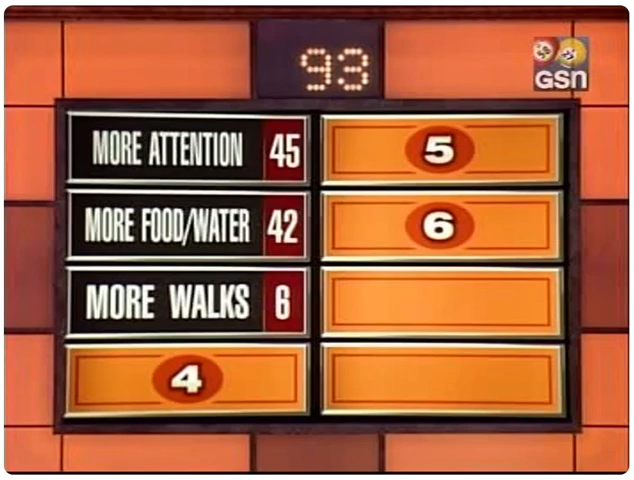 93
GSN
MORE ATTENTION 45
5
MORE FOOD/WATER 42
6
MORE WALKS 6
4